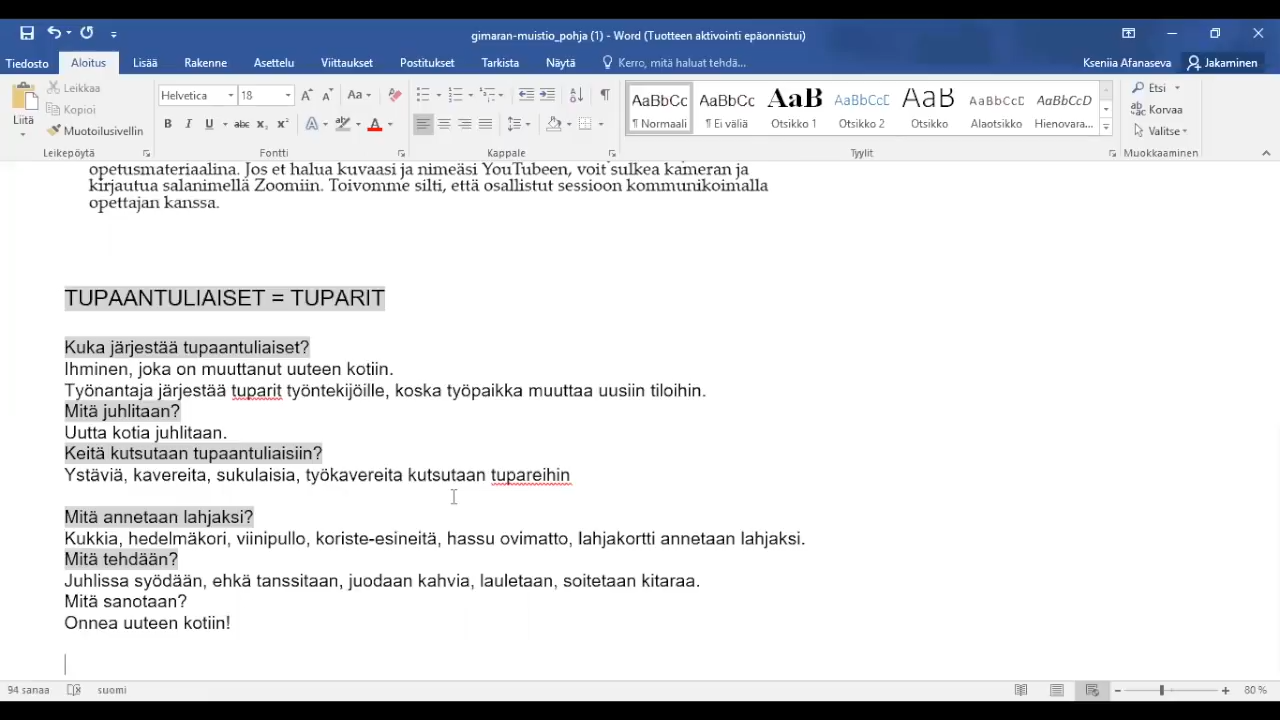 gimaran-muistio_pohja (1) - Word (Tuotteen aktivointi epäonnistui)
Tiedosto Aloitus Lisää Rakenne Asettelu Viittaukset Postitukset Tarkista Näytä Kerro, mitä haluat tehdä... Kseniia Afanaseva Jakaminen
Liitä
Leikkaa
Kopioi
Muotoilusivellin
Leikepöytä
Helvetica 18
Fontti
Kappale
AaBbCc AaBbCc AaB AaBbCcD AaB AaBbCcD AaBbCcD
¶ Normaali ¶ Ei väliä Otsikko 1 Otsikko 2 Otsikko Alaotsikko Hienovara...
Tyylit
Etsi
Korvaa
Valitse
Muokkaaminen
opetusmateriaalina. Jos et halua kuvaasi ja nimeäsi YouTubeen, voit sulkea kameran ja
kirjautua salanimellä Zoomiin. Toivomme silti, että osallistut sessioon kommunikoimalla
opettajan kanssa.
TUPAANTULIAISET = TUPARIT
Kuka järjestää tupaantuliaiset?
Ihminen, joka on muuttanut uuteen kotiin.
Työnantaja järjestää tuparit työntekijöille, koska työpaikka muuttaa uusiin tiloihin.
Mitä juhlitaan?
Uutta kotia juhlitaan.
Keitä kutsutaan tupaantuliaisiin?
Ystäviä, kavereita, sukulaisia, työkavereita kutsutaan tupareihin
Mitä annetaan lahjaksi?
Kukkia, hedelmäkori, viinipullo, koriste-esineitä, hassu ovimatto, lahjakortti annetaan lahjaksi.
Mitä tehdään?
Juhlissa syödään, ehkä tanssitaan, juodaan kahvia, lauletaan, soitetaan kitaraa.
Mitä sanotaan?
Onnea uuteen kotiin!
94 sanaa suomi 80 %